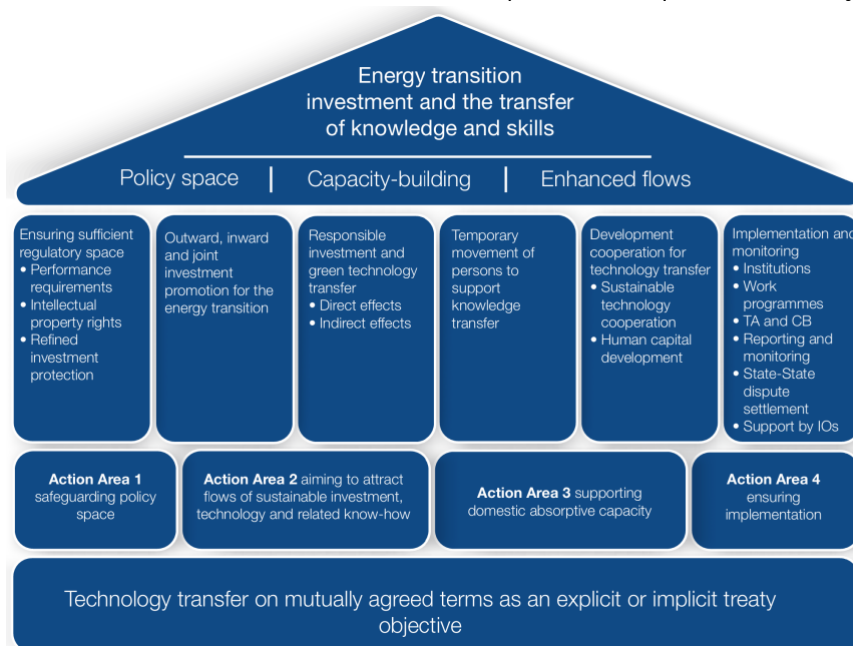 Energy transition
investment and the transfer
of knowledge and skills
Policy space | Capacity-building | Enhanced flows
Ensuring sufficient
regulatory space
• Performance
requirements
• Intellectual
property rights
• Refined
investment
protection
Outward, inward
and joint
investment
promotion for the
energy transition
Responsible
investment and
green technology
transfer
• Direct effects
• Indirect effects
Temporary
movement of
persons to
support
knowledge
transfer
Development
cooperation for
technology transfer
• Sustainable
technology
cooperation
• Human capital
development
Implementation and
monitoring
• Institutions
• Work
programmes
• TA and CB
• Reporting and
monitoring
• State-State
dispute
settlement
• Support by IOs
Action Area 1
safeguarding policy
space
Action Area 2 aiming to attract
flows of sustainable investment,
technology and related know-how
Action Area 3 supporting
domestic absorptive capacity
Action Area 4
ensuring
implementation
Technology transfer on mutually agreed terms as an explicit or implicit treaty
objective